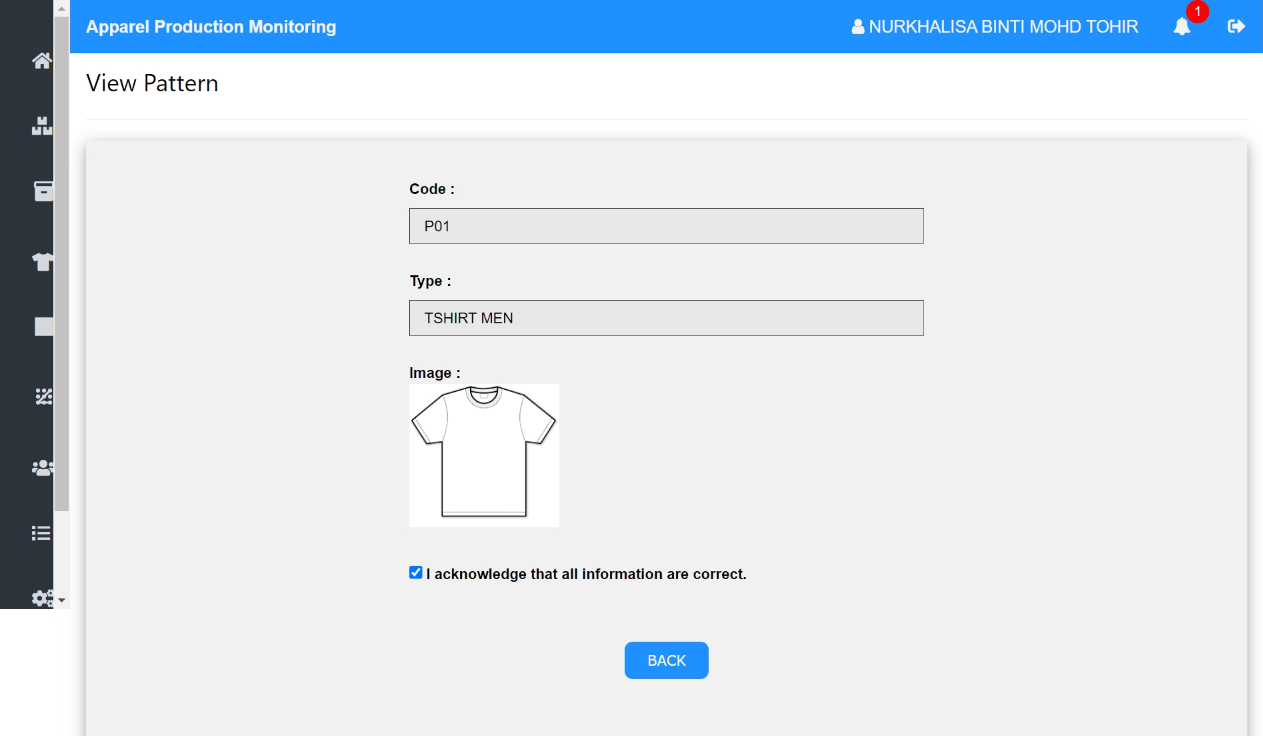 Apparel Production Monitoring
NURKHALISA BINTI MOHD TOHIR
1
View Pattern
Code :
P01
Type :
TSHIRT MEN
Image :
I acknowledge that all information are correct.
BACK